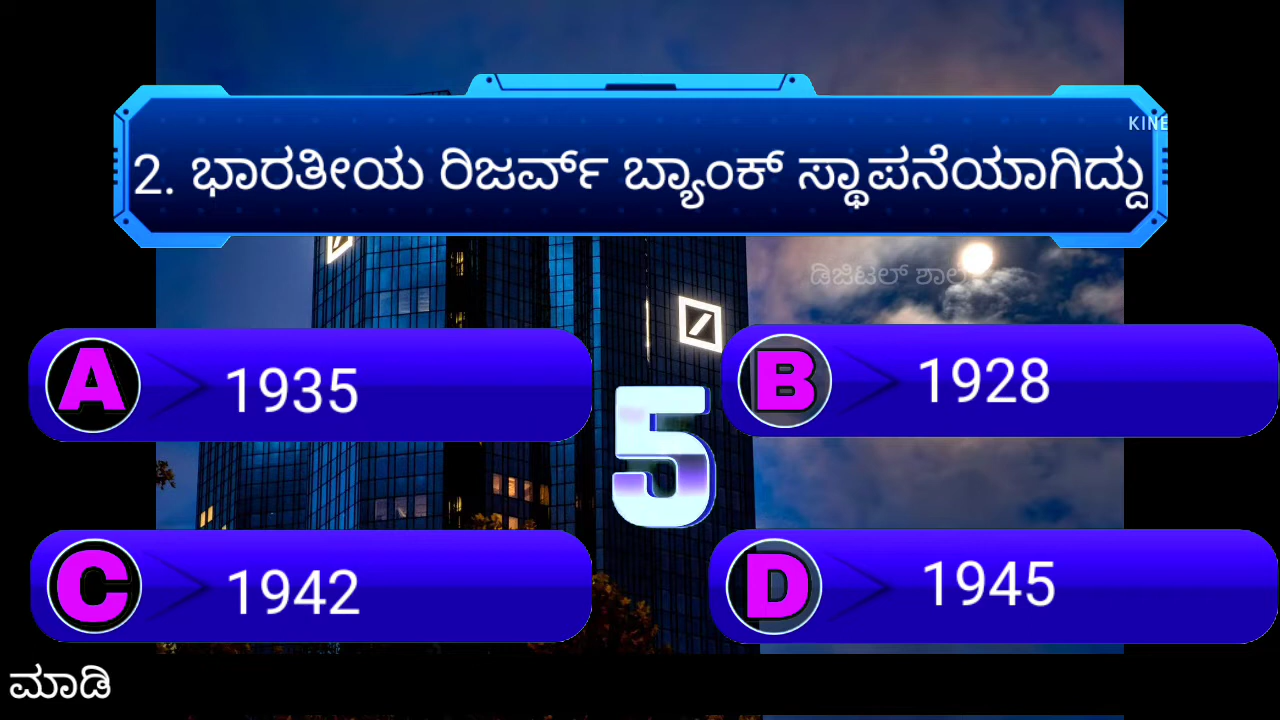 KINE
2. ಭಾರತೀಯ ರಿಜರ್ವ್ ಬ್ಯಾಂಕ್ ಸ್ಥಾಪನೆಯಾಗಿದ್ದು
ಡಿಜಿಟಲ್ ಶಾಲೆ
A 1935
B 1928
5
C 1942
D 1945
ಮಾಡಿ